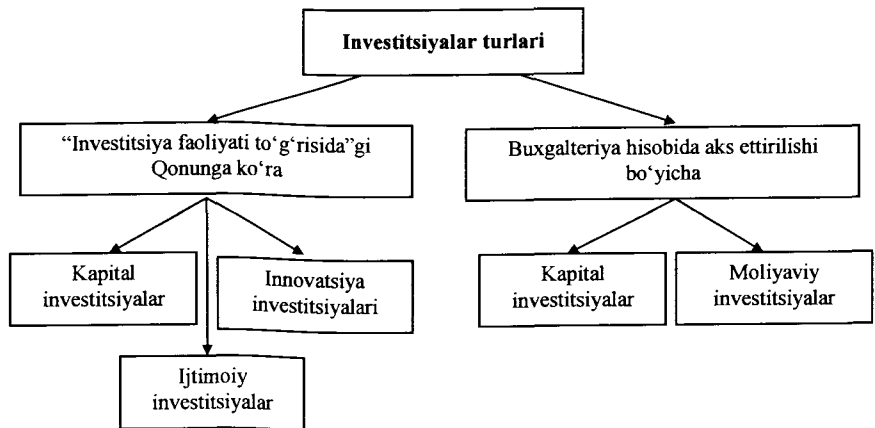 Investitsiyalar turlari
“Investitsiya faoliyati to‘g‘risida”gi
Qonunga ko‘ra
Buxgalteriya hisobida aks ettirilishi
bo‘yicha
Kapital
investitsiyalar
Innovatsiya
investitsiyalari
Ijtimoiy
investitsiyalar
Kapital
investitsiyalar
Moliyaviy
investitsiyalar